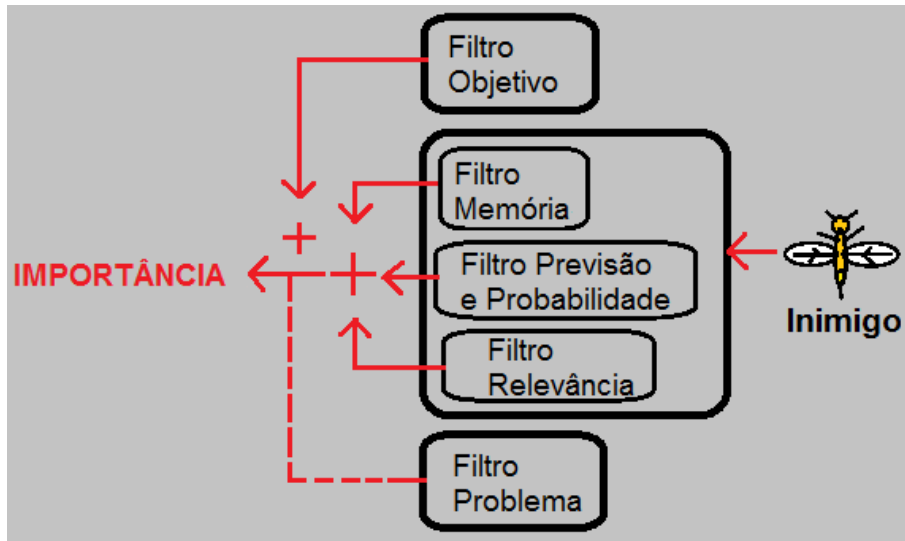 Filtro
Objetivo
Filtro
Memória
Filtro Previsão
e Probabilidade
Filtro
Relevância
Filtro
Problema
IMPORTÂNCIA
Inimigo